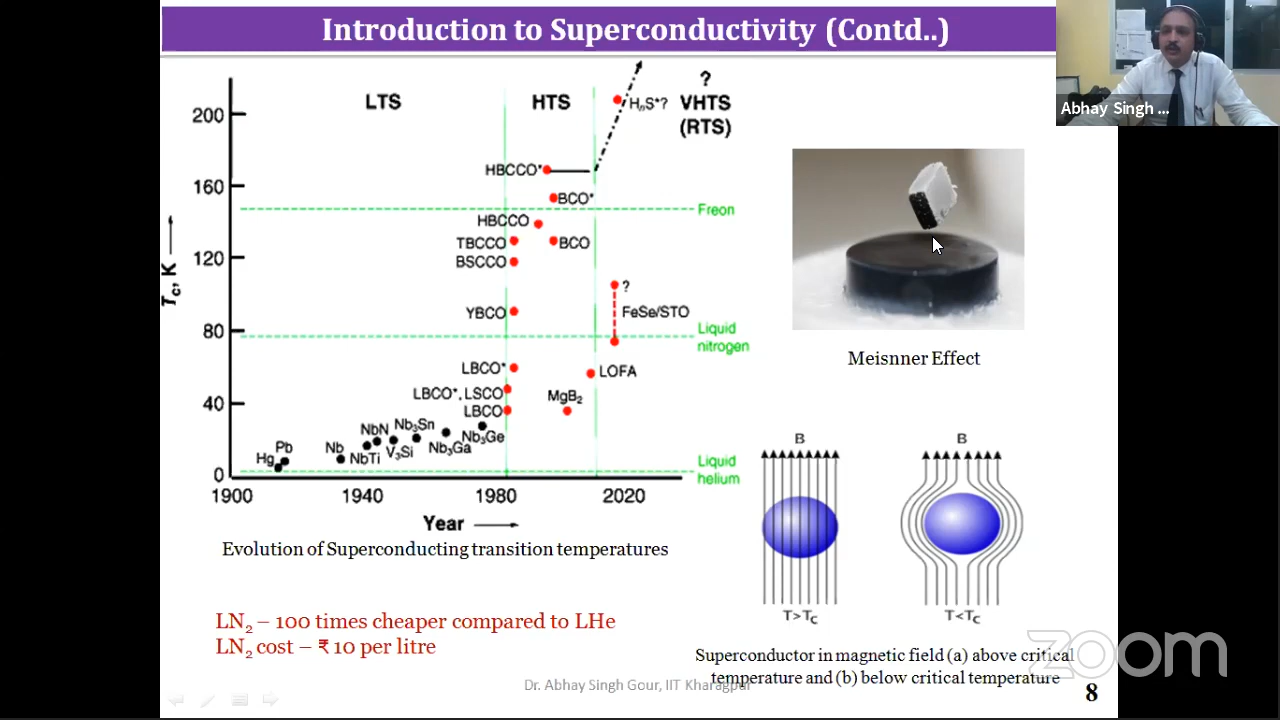 Introduction to Superconductivity (Contd..)
Abhay Singh ...
LTS
HTS
?
VHTS
(RTS)
HₙS*?
200
160
120
80
40
0
T꜀, K
HBCCO*
BCO*
Freon
HBCCO
TBCCO
BCO
BSCCO
?
YBCO
FeSe/STO
Liquid
nitrogen
LBCO*
LOFA
LBCO*, LSCO
MgB₂
LBCO
Nb₃Sn
NbN
Nb₃Ge
Pb
Nb
Nb₃Ga
Hg
NbTi
V₃Si
Liquid
helium
1900
1940
1980
2020
Year
Evolution of Superconducting transition temperatures
LN₂ – 100 times cheaper compared to LHe
LN₂ cost – ₹ 10 per litre
Meisnner Effect
B
B
T>T꜀
T<T꜀
Superconductor in magnetic field (a) above critical
temperature and (b) below critical temperature
Dr. Abhay Singh Gour, IIT Kharagpur
8
zoom